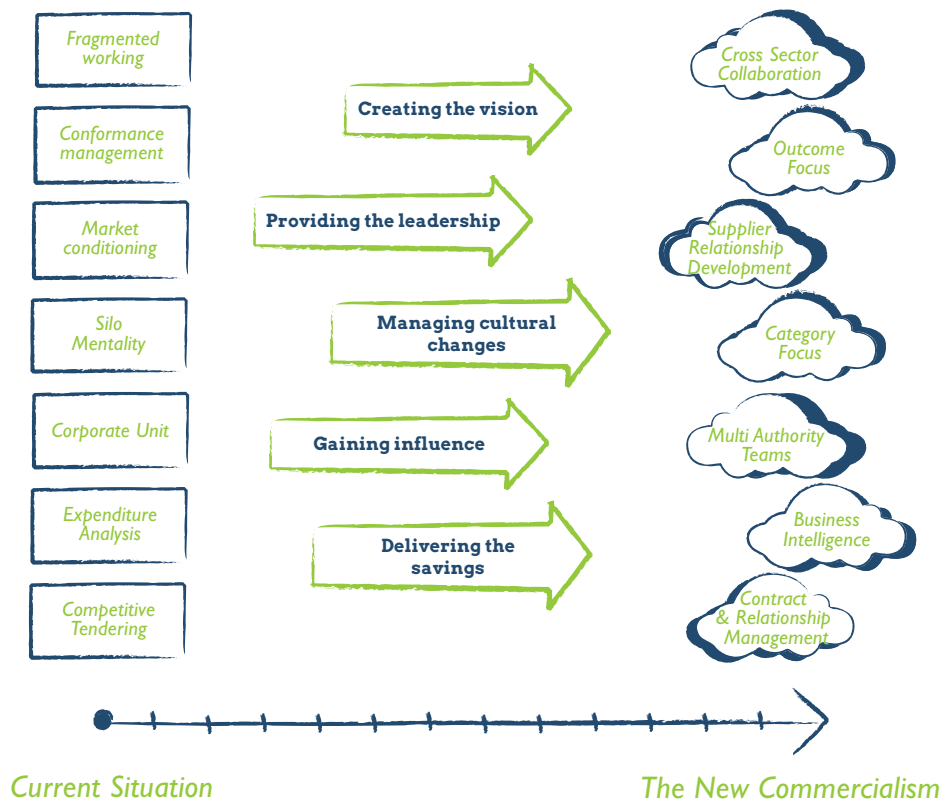 Fragmented
working
Conformance
management
Market
conditioning
Silo
Mentality
Corporate Unit
Expenditure
Analysis
Competitive
Tendering
Creating the vision
Providing the leadership
Managing cultural
changes
Gaining influence
Delivering the
savings
Cross Sector
Collaboration
Outcome
Focus
Supplier
Relationship
Development
Category
Focus
Multi Authority
Teams
Business
Intelligence
Contract
& Relationship
Management
Current Situation
The New Commercialism